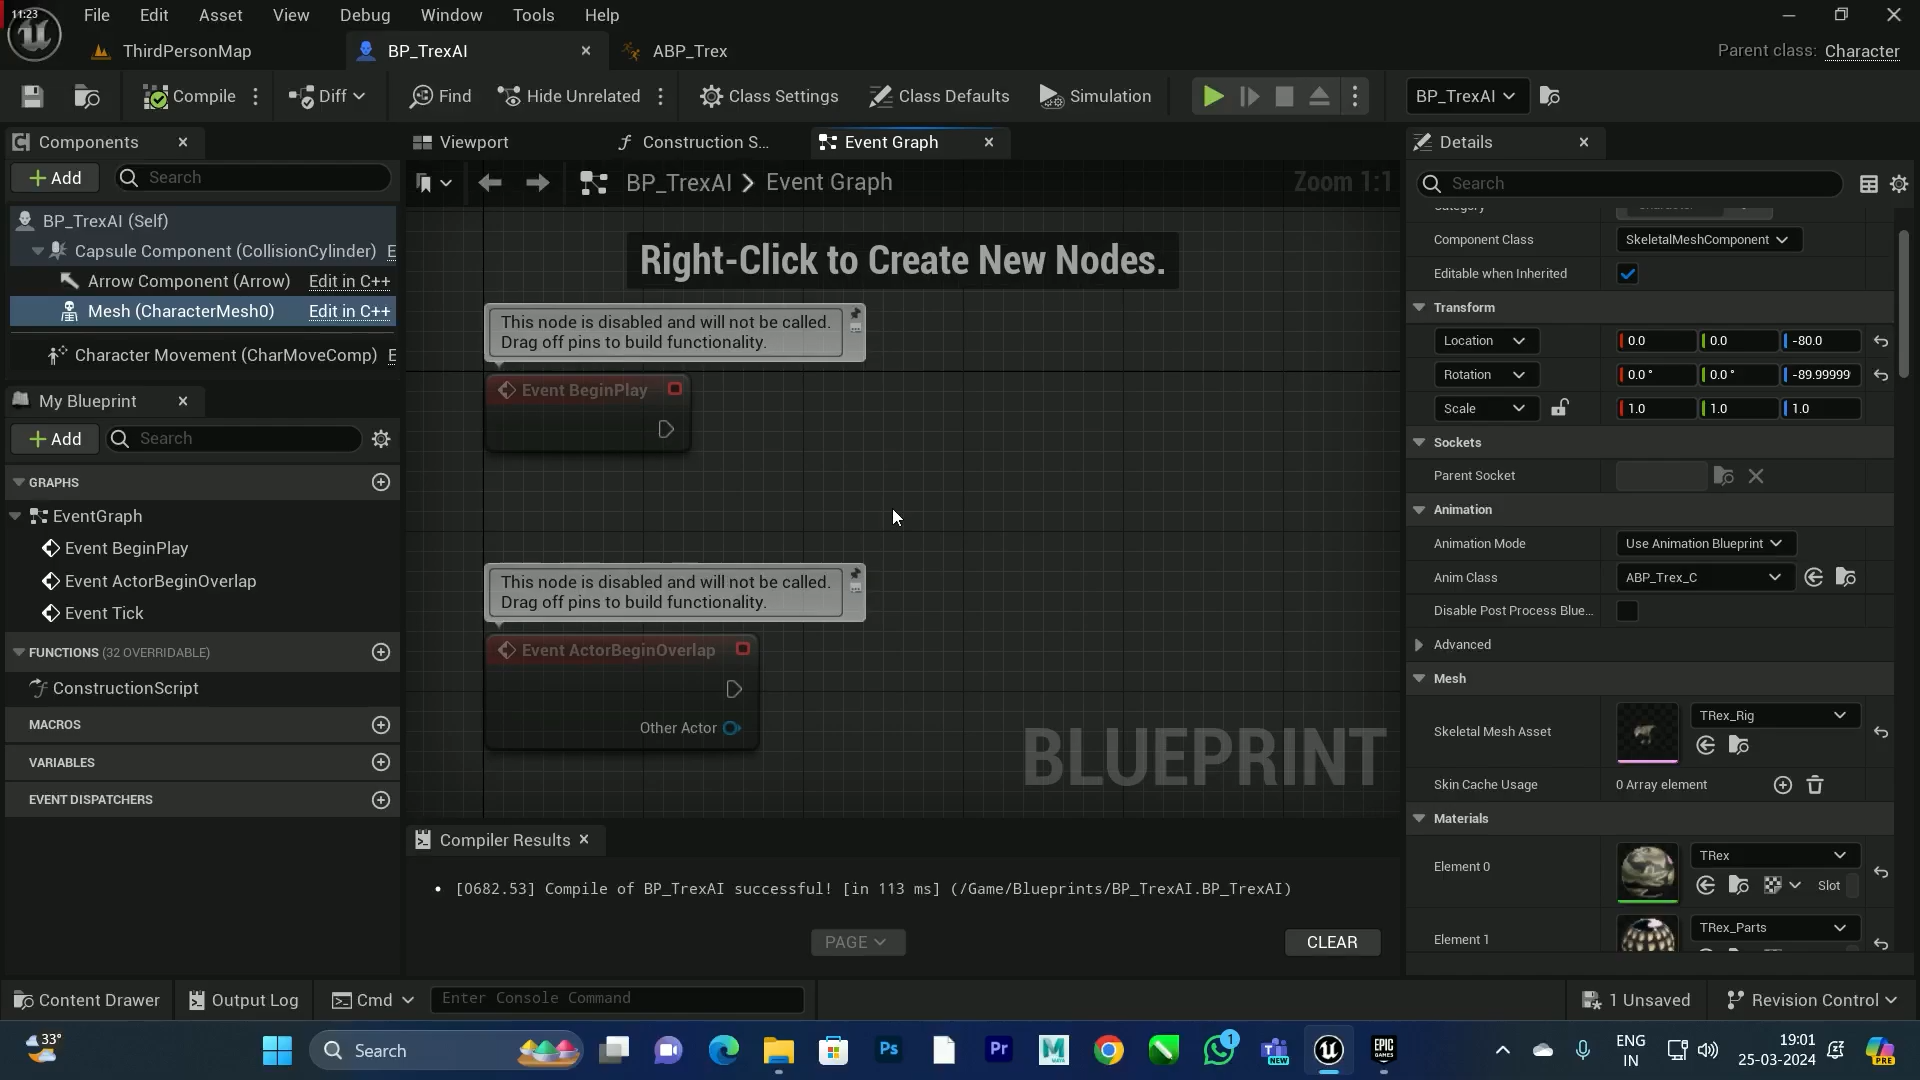 11:23
File Edit Asset View Debug Window Tools Help
ThirdPersonMap BP_TrexAI ABP_Trex Parent class: Character
Compile Diff Find Hide Unrelated Class Settings Class Defaults Simulation BP_TrexAI
Components
Add Search
BP_TrexAI (Self)
Capsule Component (CollisionCylinder) E
Arrow Component (Arrow) Edit in C++
Mesh (CharacterMesh0) Edit in C++
Character Movement (CharMoveComp) E
My Blueprint
Add Search
GRAPHS
EventGraph
Event BeginPlay
Event ActorBeginOverlap
Event Tick
FUNCTIONS (32 OVERRIDABLE)
ConstructionScript
MACROS
VARIABLES
EVENT DISPATCHERS
Viewport Construction S... Event Graph
BP_TrexAI > Event Graph Zoom 1:1
Right-Click to Create New Nodes.
This node is disabled and will not be called.
Drag off pins to build functionality.
Event BeginPlay
This node is disabled and will not be called.
Drag off pins to build functionality.
Event ActorBeginOverlap
Other Actor
BLUEPRINT
Compiler Results
• [0682.53] Compile of BP_TrexAI successful! [in 113 ms] (/Game/Blueprints/BP_TrexAI.BP_TrexAI)
PAGE CLEAR
Details
Search
Component Class SkeletalMeshComponent
Editable when Inherited
Transform
Location 0.0 0.0 -80.0
Rotation 0.0 ° 0.0 ° -89.99999
Scale 1.0 1.0 1.0
Sockets
Parent Socket
Animation
Animation Mode Use Animation Blueprint
Anim Class ABP_Trex_C
Disable Post Process Blue...
Advanced
Mesh
Skeletal Mesh Asset TRex_Rig
Skin Cache Usage 0 Array element
Materials
Element 0 TRex
Slot
Element 1 TRex_Parts
Content Drawer Output Log Cmd Enter Console Command 1 Unsaved Revision Control
33° Search Ps Pr M MAYA 1 NEW EPIC GAMES ENG IN 19:01 25-03-2024 PRE